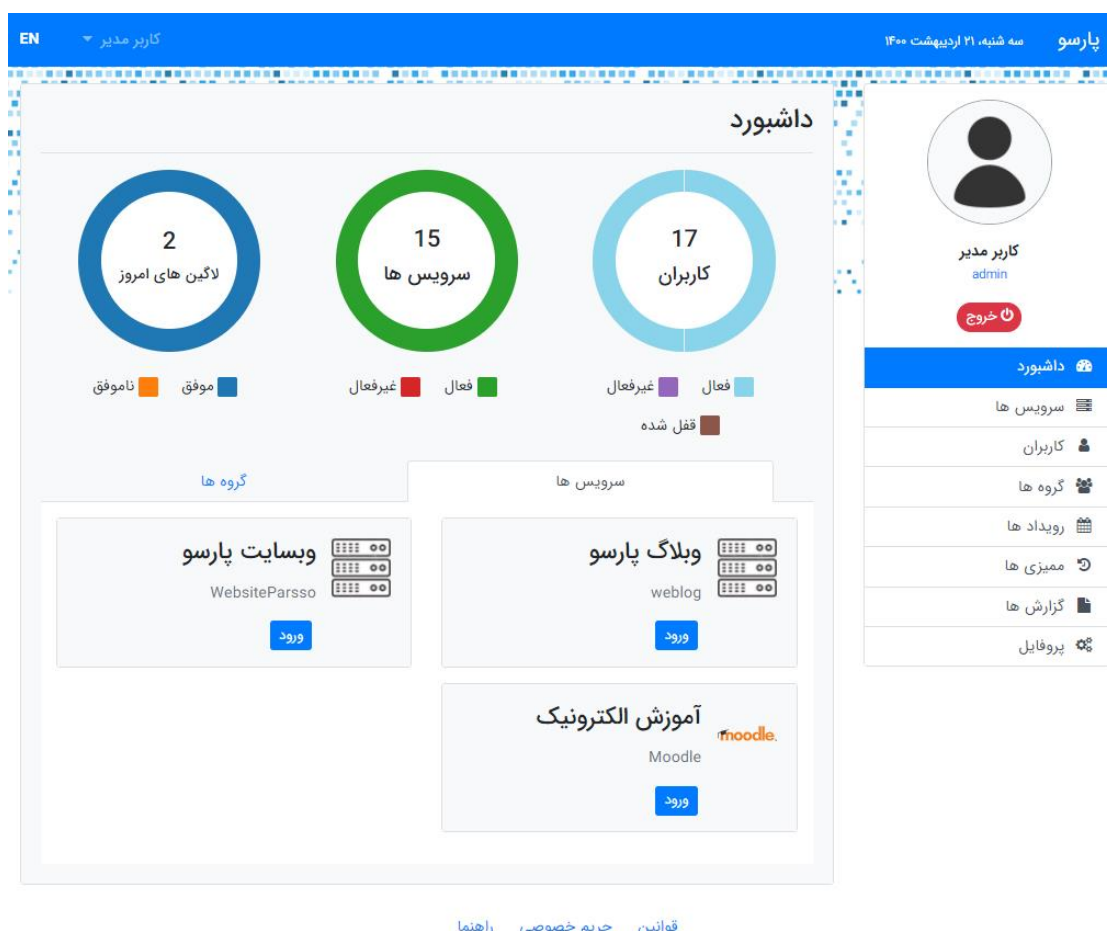 پارسو سه شنبه، ۲۱ اردیبهشت ۱۴۰۰ کاربر مدیر EN
کاربر مدیر
admin
خروج
داشبورد
سرویس ها
کاربران
گروه ها
رویداد ها
ممیزی ها
گزارش ها
پروفایل
داشبورد
17
کاربران
فعال غیرفعال
قفل شده
15
سرویس ها
فعال غیرفعال
2
لاگین های امروز
موفق ناموفق
سرویس ها گروه ها
وبلاگ پارسو
weblog
ورود
وبسایت پارسو
WebsiteParsso
ورود
moodle
آموزش الکترونیک
Moodle
ورود
قوانین حریم خصوصی راهنما